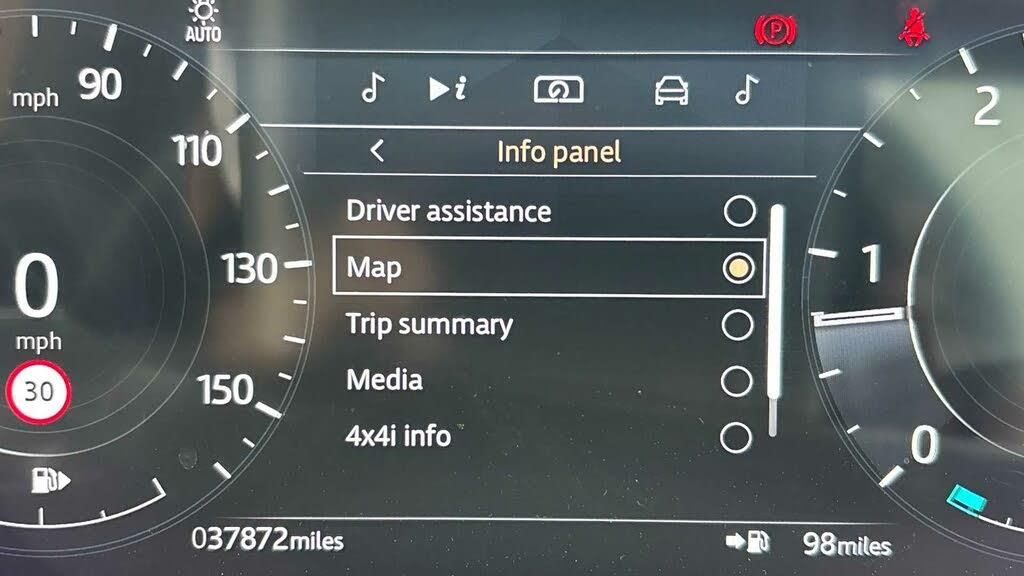 AUTO
P
mph
90
2
i
110
Info panel
Driver assistance
130
Map
1
0
mph
Trip summary
30
150
Media
4x4i info
0
037872miles
98miles